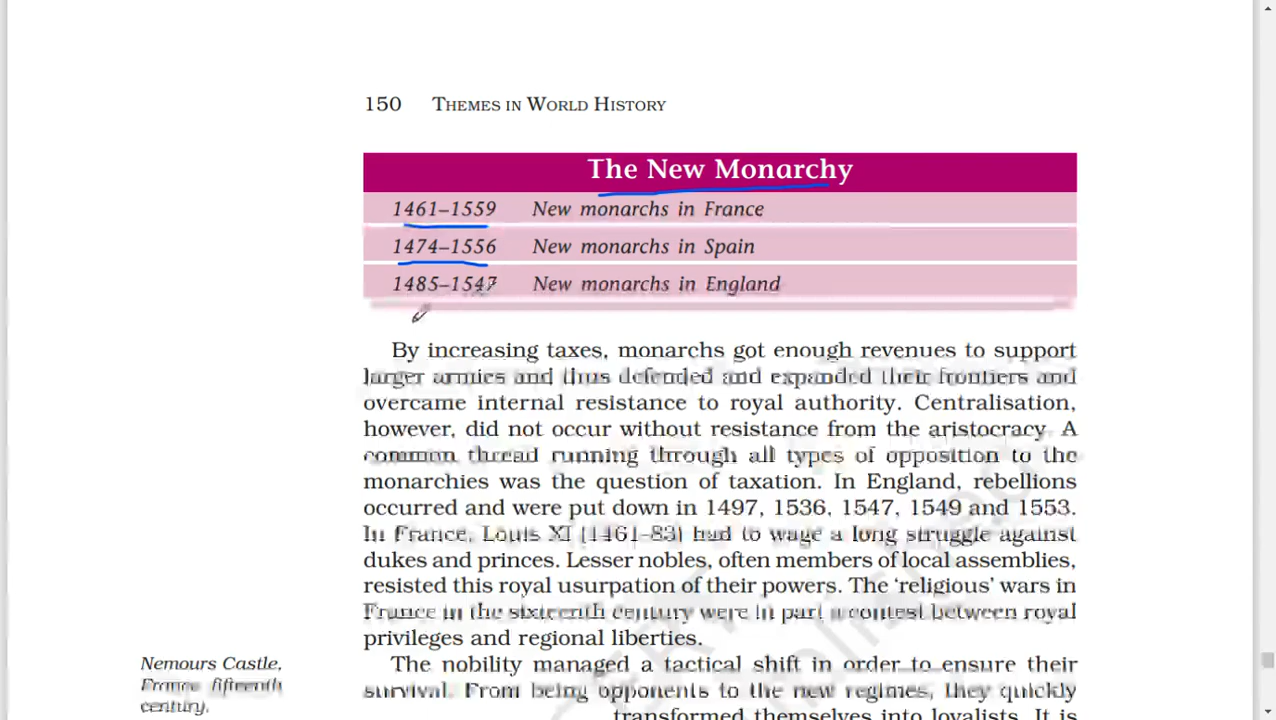 150 THEMES IN WORLD HISTORY
The New Monarchy
1461–1559 New monarchs in France
1474–1556 New monarchs in Spain
1485–1547 New monarchs in England
By increasing taxes, monarchs got enough revenues to support
larger armies and thus defended and expanded their frontiers and
overcame internal resistance to royal authority. Centralisation,
however, did not occur without resistance from the aristocracy. A
common thread running through all types of opposition to the
monarchies was the question of taxation. In England, rebellions
occurred and were put down in 1497, 1536, 1547, 1549 and 1553.
In France, Louis XI (1461–83) had to wage a long struggle against
dukes and princes. Lesser nobles, often members of local assemblies,
resisted this royal usurpation of their powers. The ‘religious’ wars in
France in the sixteenth century were in part a contest between royal
privileges and regional liberties.
The nobility managed a tactical shift in order to ensure their
survival. From being opponents to the new regimes, they quickly
transformed themselves into loyalists. It is
Nemours Castle,
France, fifteenth
century.